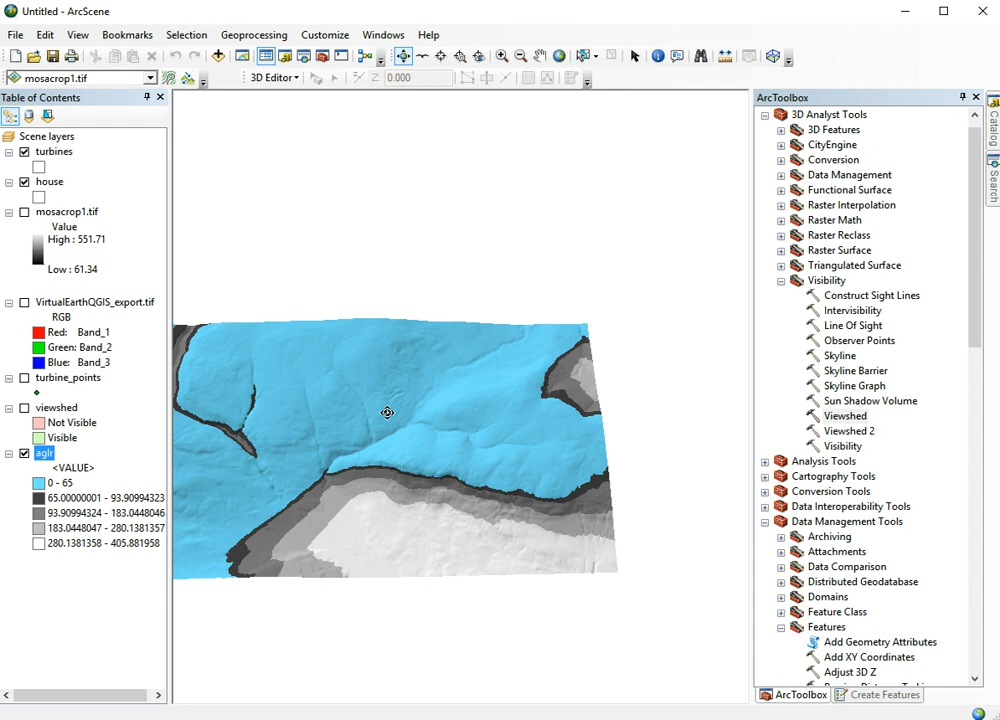 Untitled - ArcScene
File Edit View Bookmarks Selection Geoprocessing Customize Windows Help
mosacrop1.tif 3D Editor 0.000
Table of Contents
Scene layers
turbines
house
mosacrop1.tif
Value
High : 551.71
Low : 61.34
VirtualEarthQGIS_export.tif
RGB
Red: Band_1
Green: Band_2
Blue: Band_3
turbine_points
viewshed
Not Visible
Visible
aglr
<VALUE>
0 - 65
65.00000001 - 93.90994323
93.90994324 - 183.0448046
183.0448047 - 280.1381357
280.1381358 - 405.881958
ArcToolbox
3D Analyst Tools
3D Features
CityEngine
Conversion
Data Management
Functional Surface
Raster Interpolation
Raster Math
Raster Reclass
Raster Surface
Triangulated Surface
Visibility
Construct Sight Lines
Intervisibility
Line Of Sight
Observer Points
Skyline
Skyline Barrier
Skyline Graph
Sun Shadow Volume
Viewshed
Viewshed 2
Visibility
Analysis Tools
Cartography Tools
Conversion Tools
Data Interoperability Tools
Data Management Tools
Archiving
Attachments
Data Comparison
Distributed Geodatabase
Domains
Feature Class
Features
Add Geometry Attributes
Add XY Coordinates
Adjust 3D Z
ArcToolbox Create Features
Catalog
Search